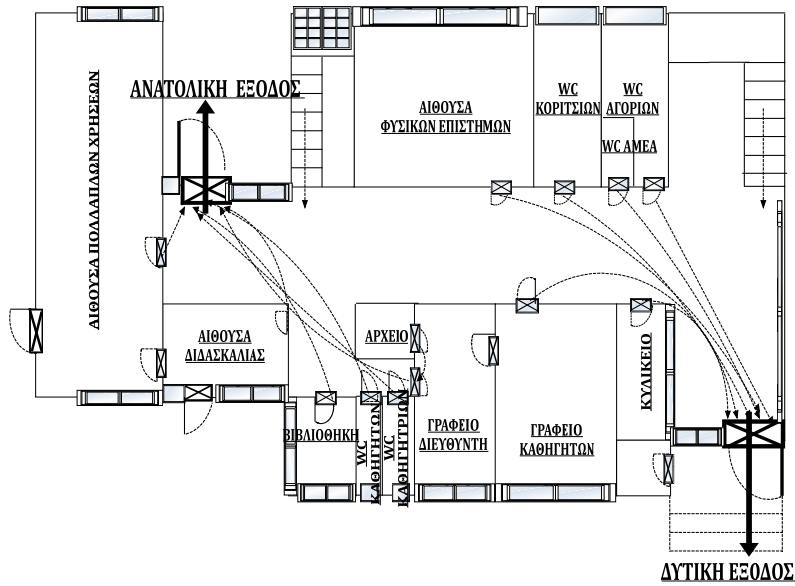 ΑΝΑΤΟΛΙΚΗ ΕΞΟΔΟΣ
ΑΙΘΟΥΣΑ ΠΟΛΛΑΠΛΩΝ ΧΡΗΣΕΩΝ
ΑΙΘΟΥΣΑ
ΦΥΣΙΚΩΝ ΕΠΙΣΤΗΜΩΝ
WC
ΚΟΡΙΤΣΙΩΝ
WC
ΑΓΟΡΙΩΝ
WC ΑΜΕΑ
ΑΙΘΟΥΣΑ
ΔΙΔΑΣΚΑΛΙΑΣ
ΑΡΧΕΙΟ
ΚΥΛΙΚΕΙΟ
ΒΙΒΛΙΟΘΗΚΗ
WC
ΚΑΘΗΓΗΤΩΝ
WC
ΚΑΘΗΓΗΤΡΙΩΝ
ΓΡΑΦΕΙΟ
ΔΙΕΥΘΥΝΤΗ
ΓΡΑΦΕΙΟ
ΚΑΘΗΓΗΤΩΝ
ΔΥΤΙΚΗ ΕΞΟΔΟΣ